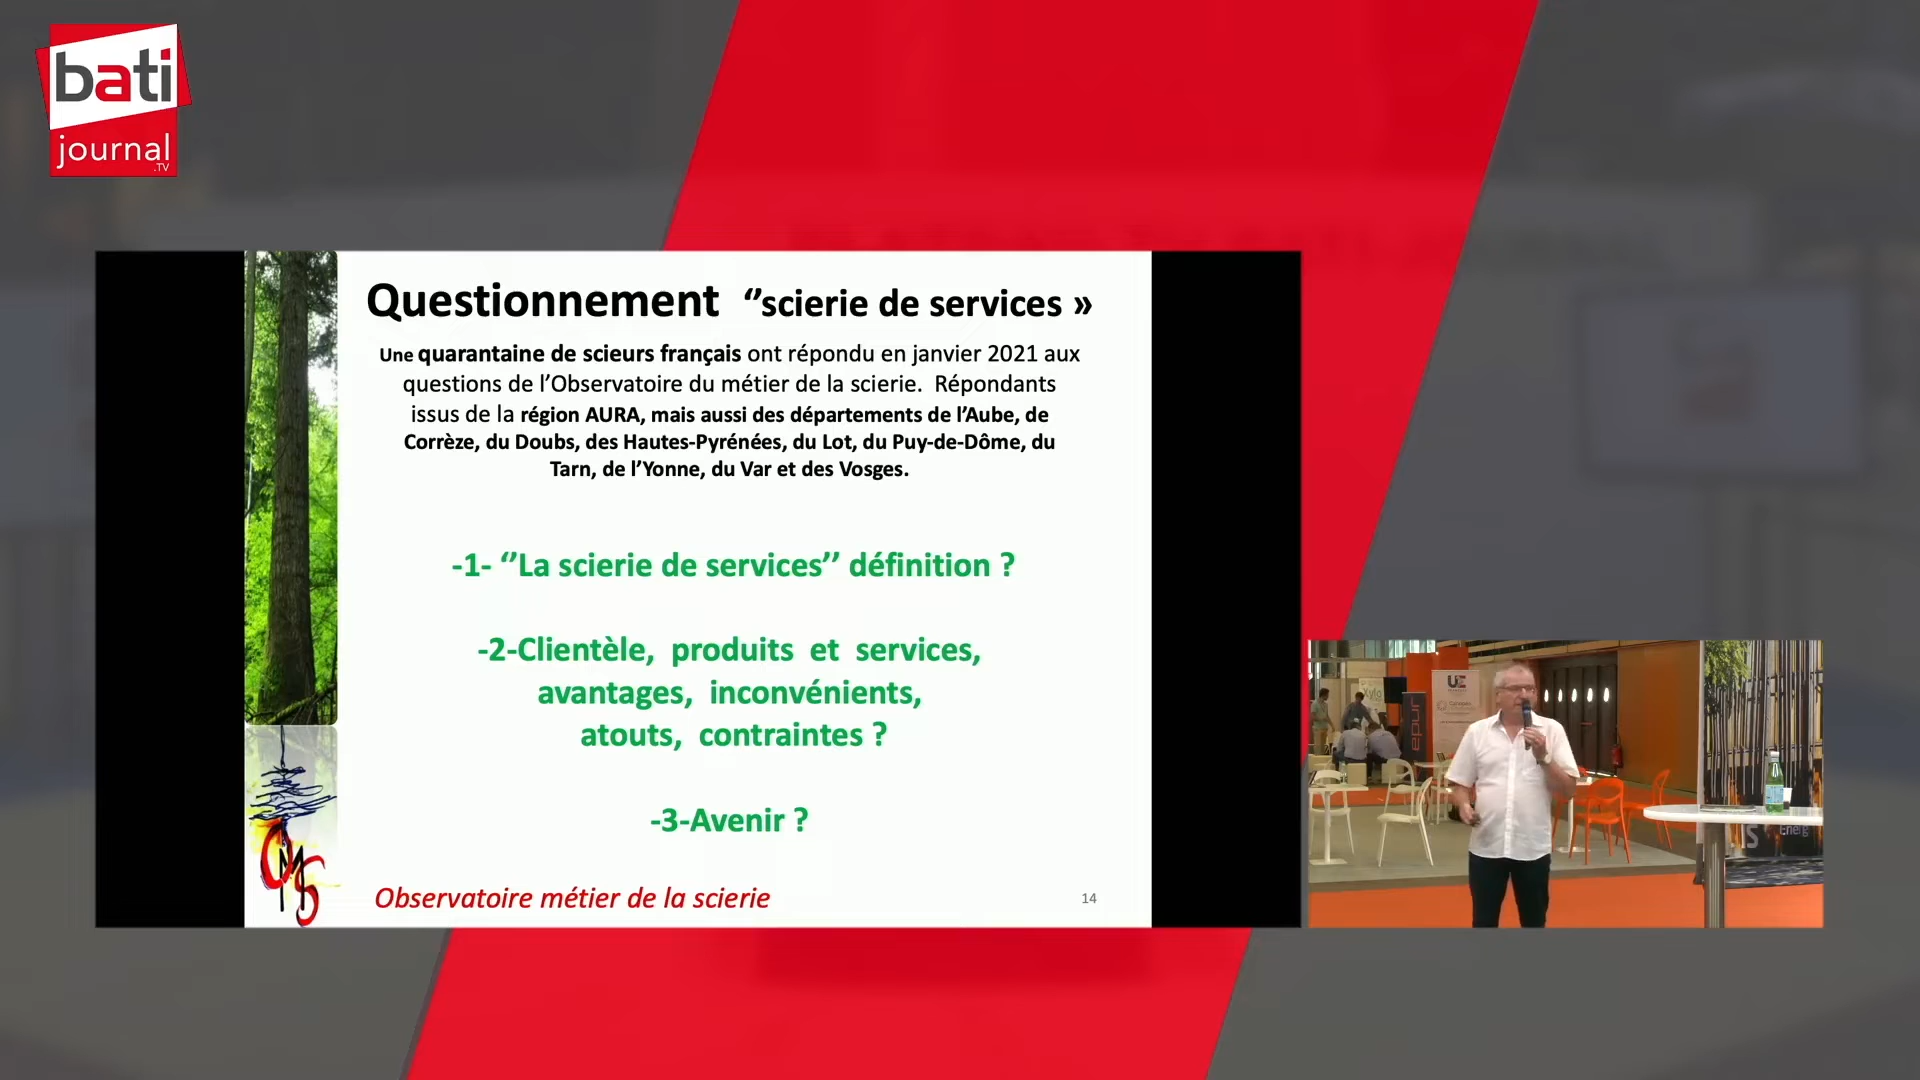 bati
journal
.TV
Questionnement ‘’scierie de services »
Une quarantaine de scieurs français ont répondu en janvier 2021 aux
questions de l’Observatoire du métier de la scierie. Répondants
issus de la région AURA, mais aussi des départements de l’Aube, de
Corrèze, du Doubs, des Hautes-Pyrénées, du Lot, du Puy-de-Dôme, du
Tarn, de l’Yonne, du Var et des Vosges.
-1- ‘’La scierie de services’’ définition ?
-2-Clientèle, produits et services,
avantages, inconvénients,
atouts, contraintes ?
-3-Avenir ?
OMS
Observatoire métier de la scierie
14
epur
UE
Energ